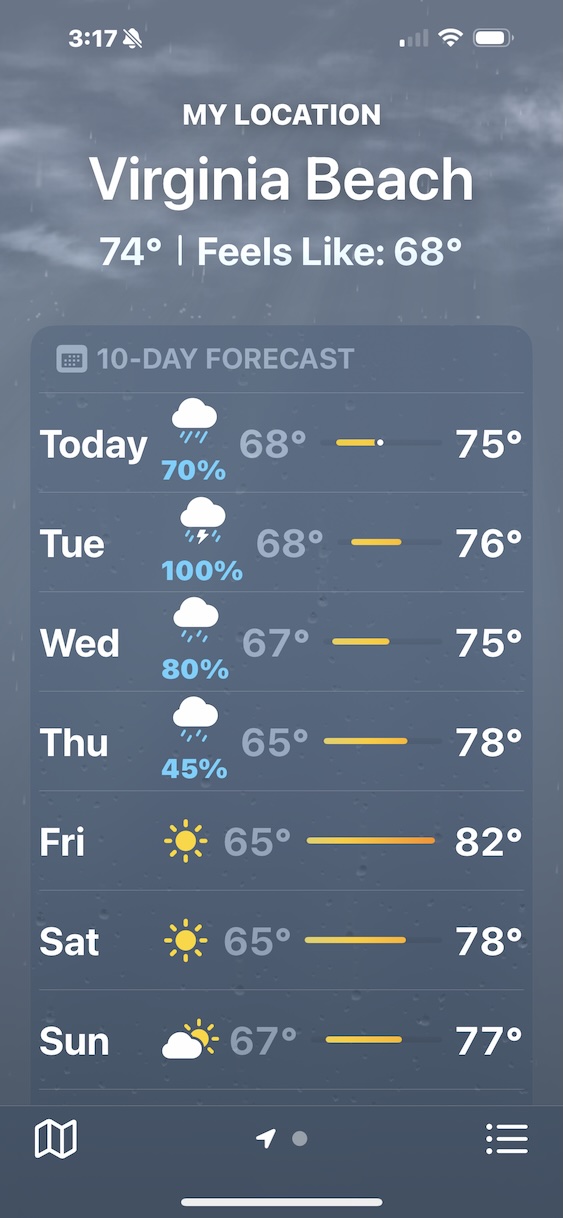 3:17
MY LOCATION
Virginia Beach
74° | Feels Like: 68°
10-DAY FORECAST
Today 70% 68° 75°
Tue 100% 68° 76°
Wed 80% 67° 75°
Thu 45% 65° 78°
Fri 65° 82°
Sat 65° 78°
Sun 67° 77°